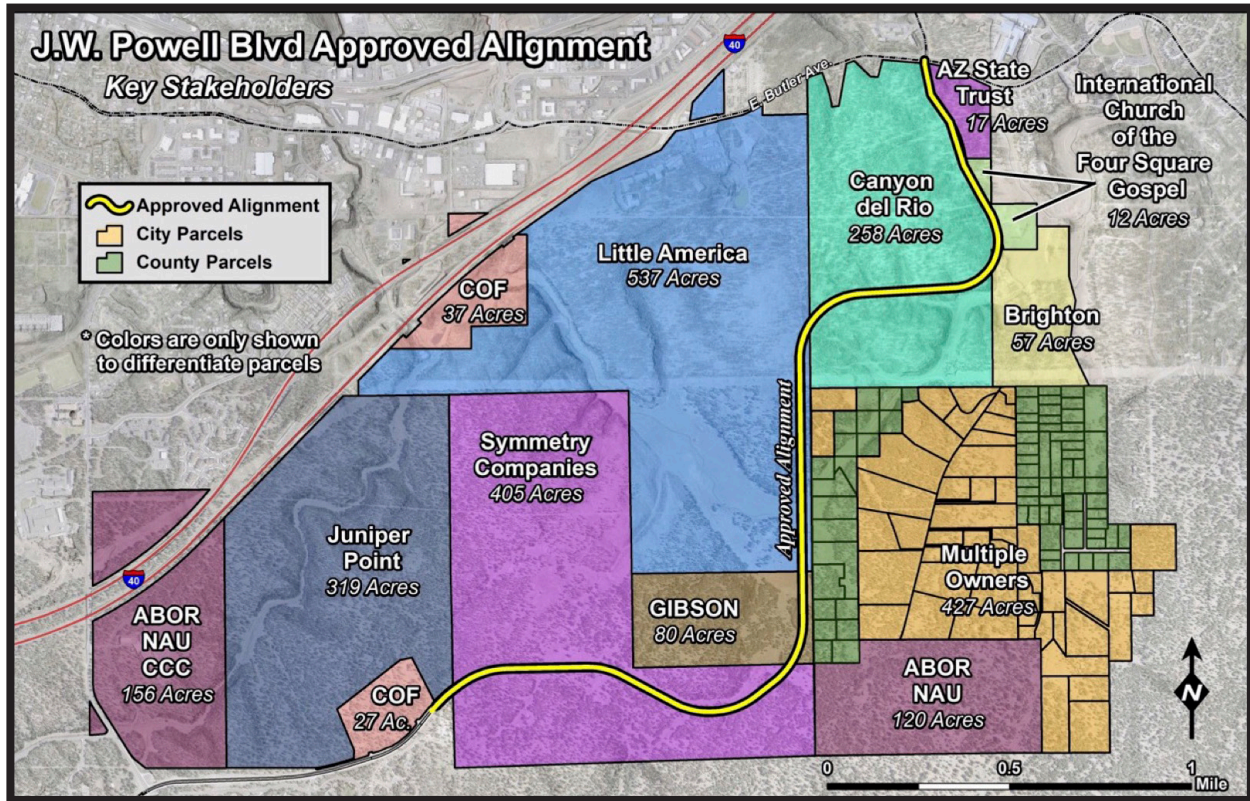 J.W. Powell Blvd Approved Alignment
Key Stakeholders
40
E. Butler Ave.
AZ State
Trust
17 Acres
International
Church
of the
Four Square
Gospel
12 Acres
Approved Alignment
City Parcels
County Parcels
* Colors are only shown
to differentiate parcels
Canyon
del Rio
258 Acres
Little America
537 Acres
COF
37 Acres
Brighton
57 Acres
Approved Alignment
Symmetry
Companies
405 Acres
Juniper
Point
319 Acres
Multiple
Owners
427 Acres
40
ABOR
NAU
CCC
156 Acres
GIBSON
80 Acres
COF
27 Ac.
ABOR
NAU
120 Acres
N
0 0.5 1
Mile